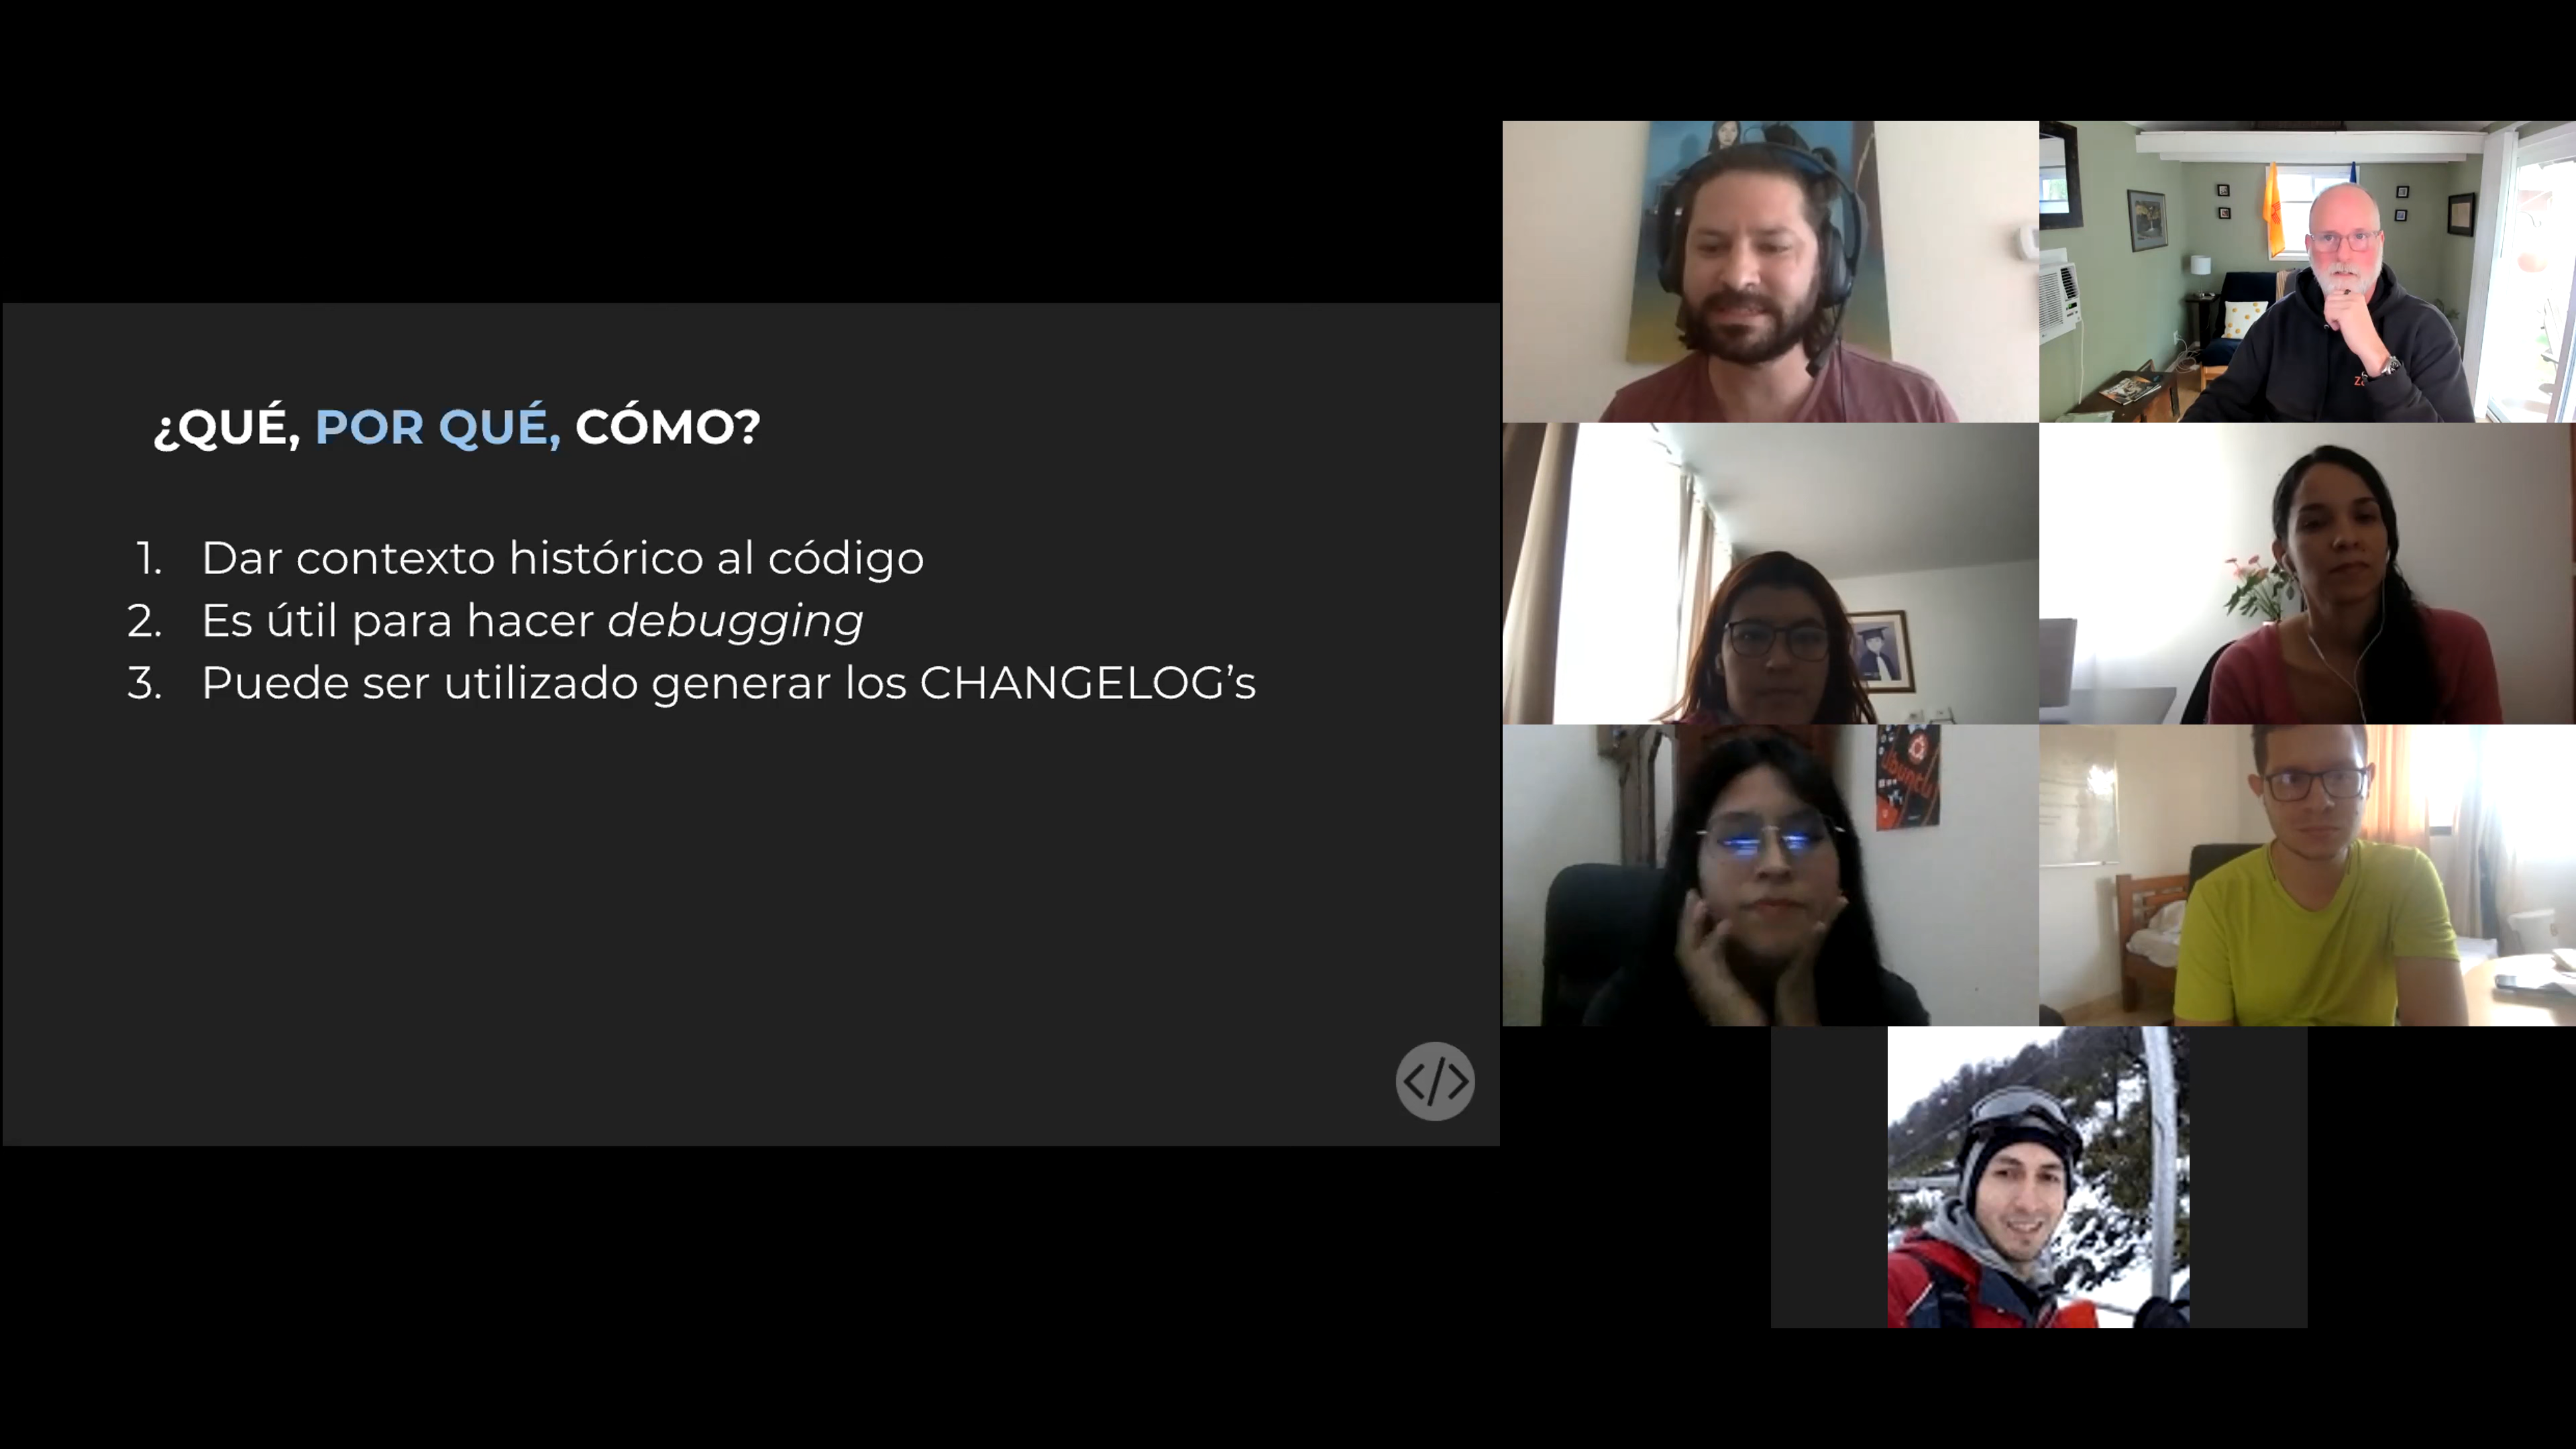 ¿QUÉ, POR QUÉ, CÓMO?
1. Dar contexto histórico al código
2. Es útil para hacer debugging
3. Puede ser utilizado generar los CHANGELOG’s
</>
ubuntu